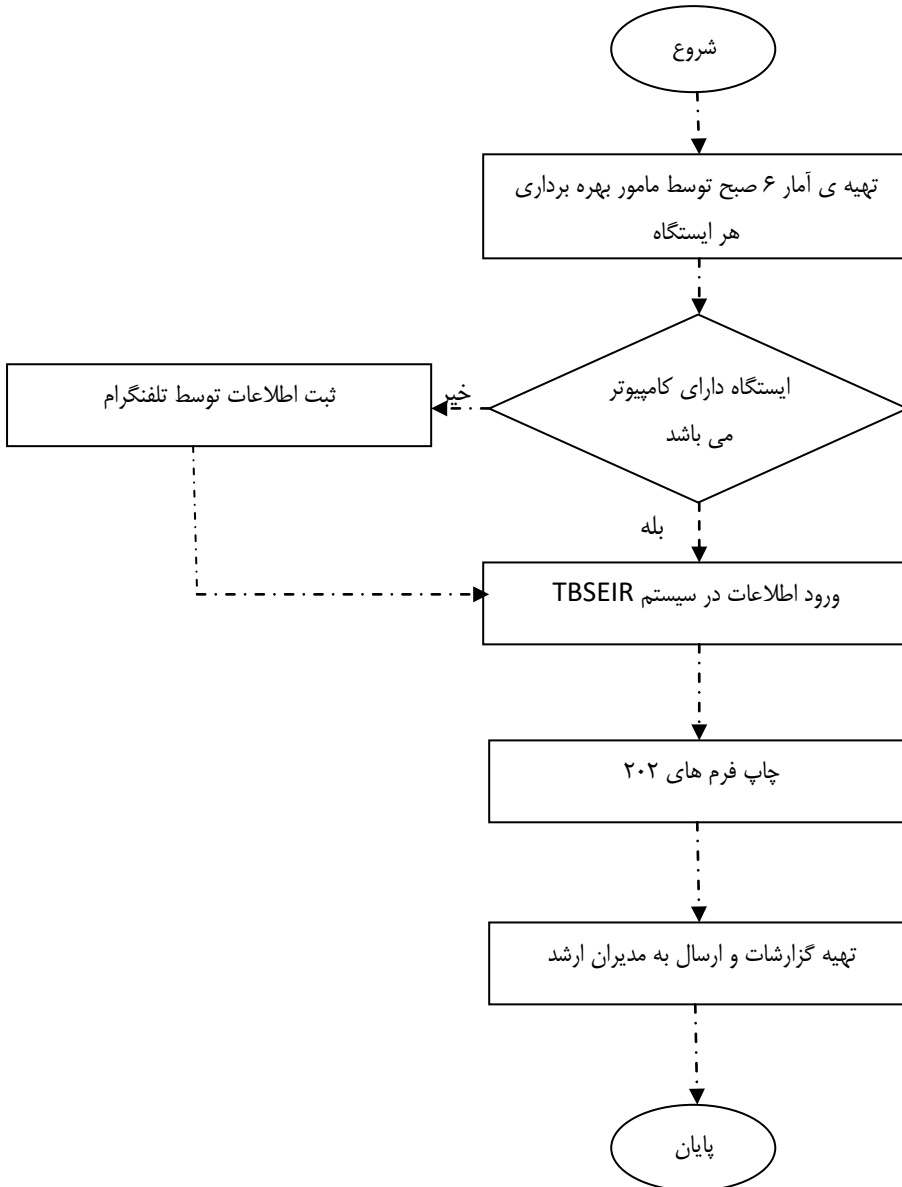 شروع
تهیه ی آمار ۶ صبح توسط مامور بهره برداری
هر ایستگاه
ایستگاه دارای کامپیوتر
می باشد
خیر
ثبت اطلاعات توسط تلفنگرام
بله
ورود اطلاعات در سیستم TBSEIR
چاپ فرم های ۲۰۲
تهیه گزارشات و ارسال به مدیران ارشد
پایان